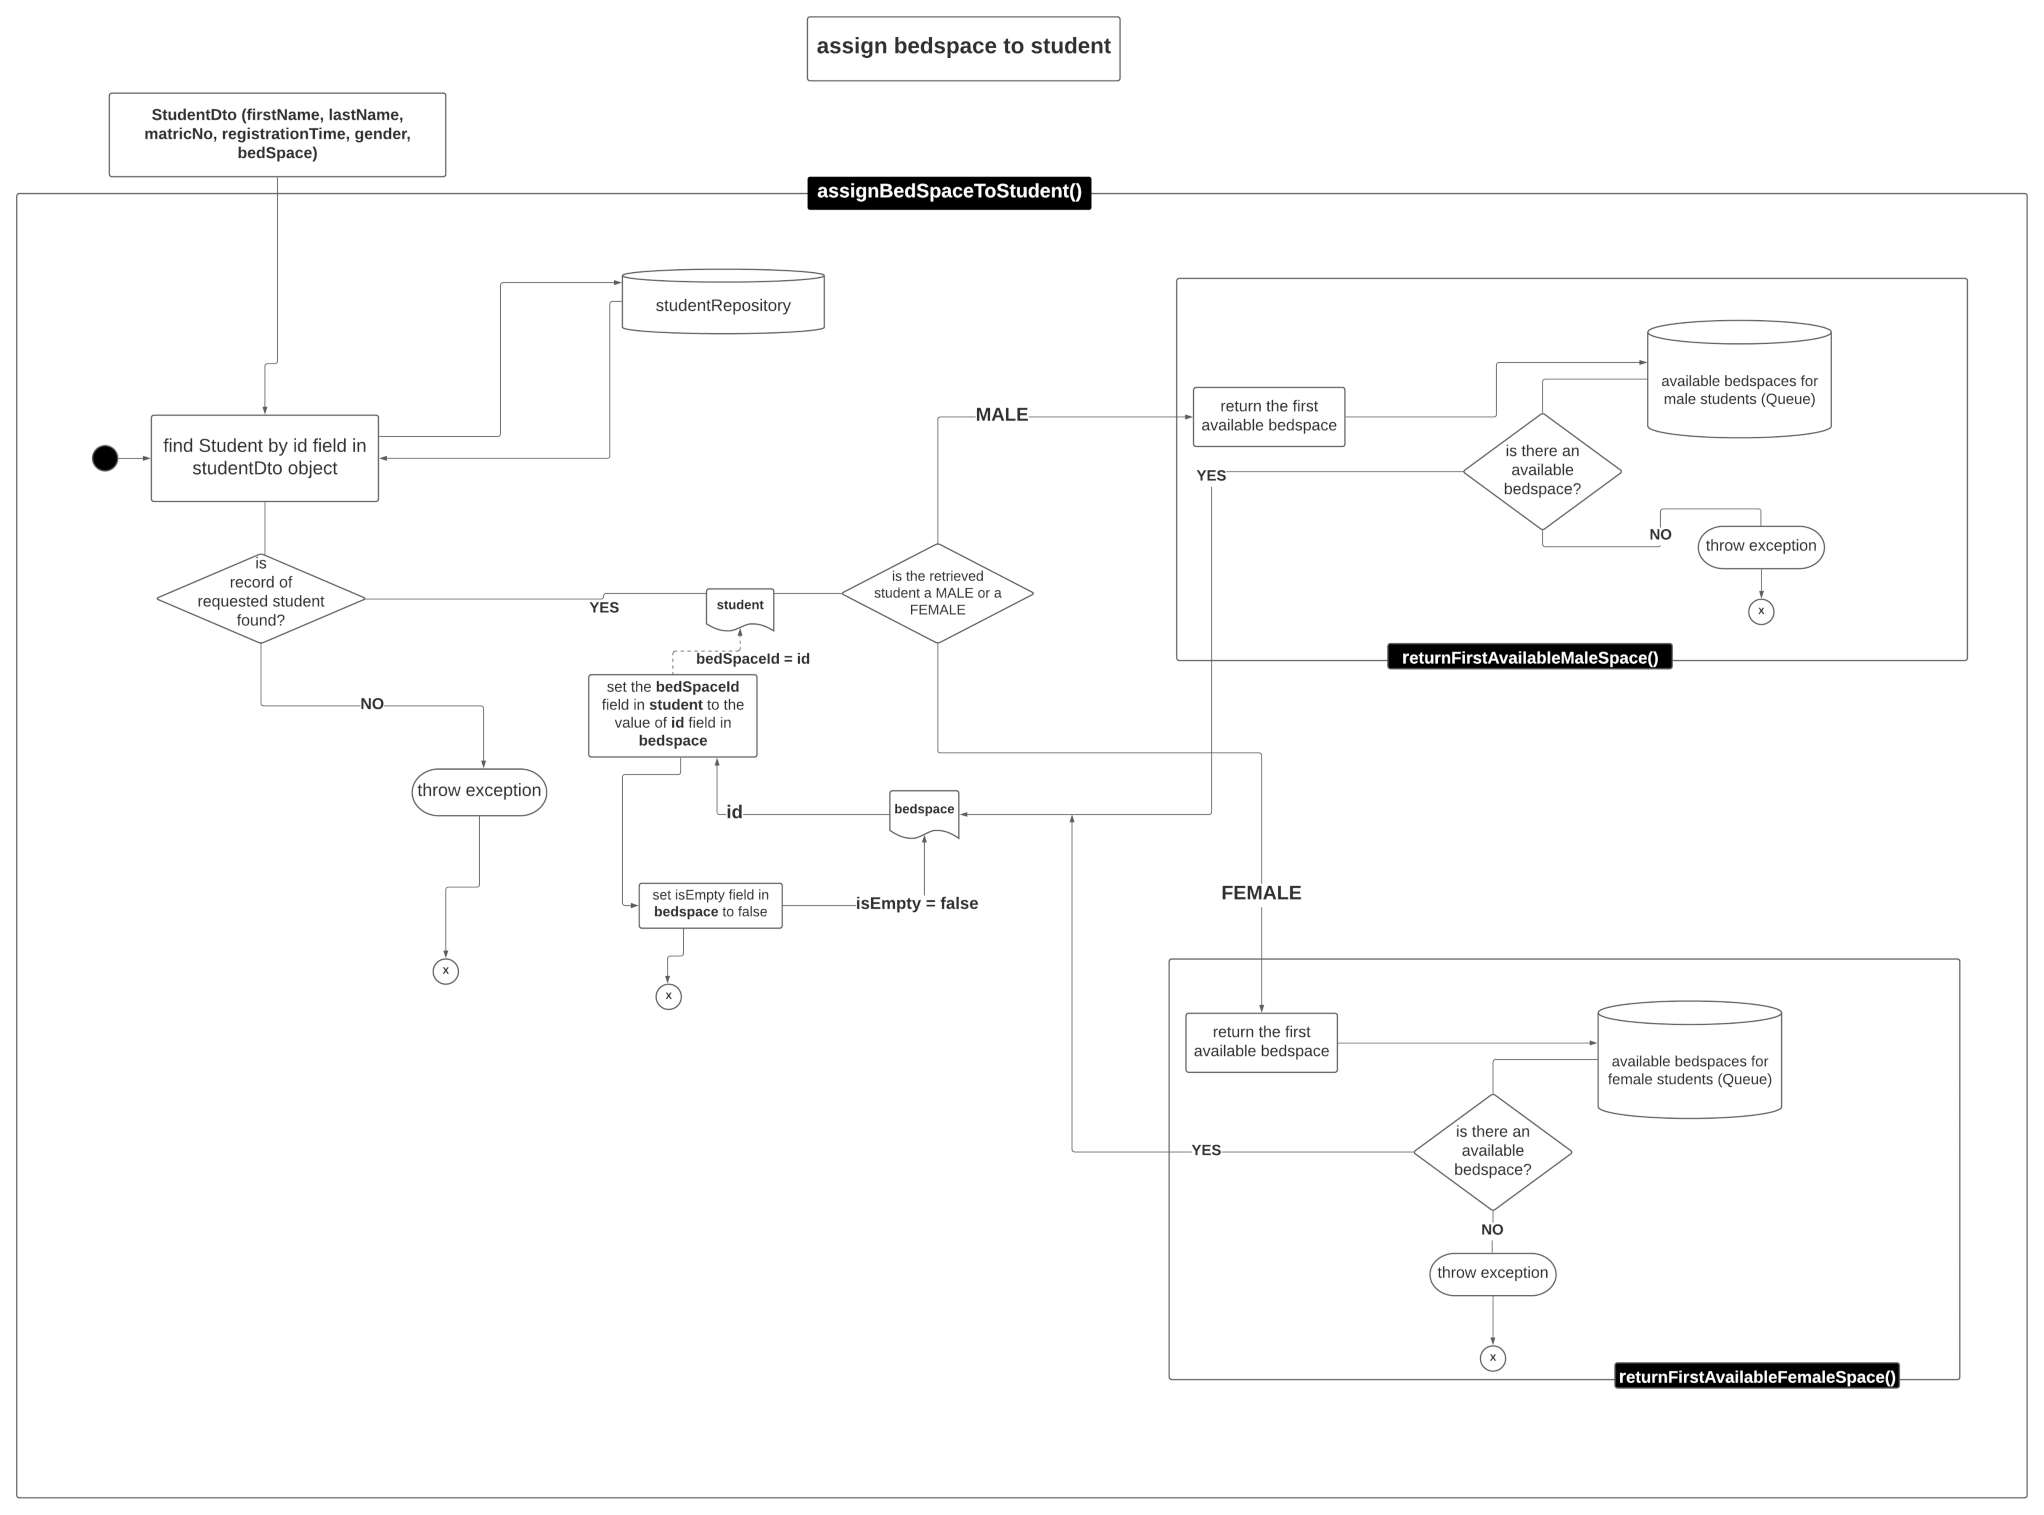 assign bedspace to student
StudentDto (firstName, lastName,
matricNo, registrationTime, gender,
bedSpace)
assignBedSpaceToStudent()
studentRepository
find Student by id field in
studentDto object
is
record of
requested student
found?
YES
NO
throw exception
x
student
bedSpaceId = id
set the bedSpaceId
field in student to the
value of id field in
bedspace
id
bedspace
set isEmpty field in
bedspace to false
isEmpty = false
x
is the retrieved
student a MALE or a
FEMALE
MALE
return the first
available bedspace
available bedspaces for
male students (Queue)
is there an
available
bedspace?
YES
NO
throw exception
x
returnFirstAvailableMaleSpace()
FEMALE
return the first
available bedspace
available bedspaces for
female students (Queue)
is there an
available
bedspace?
YES
NO
throw exception
x
returnFirstAvailableFemaleSpace()